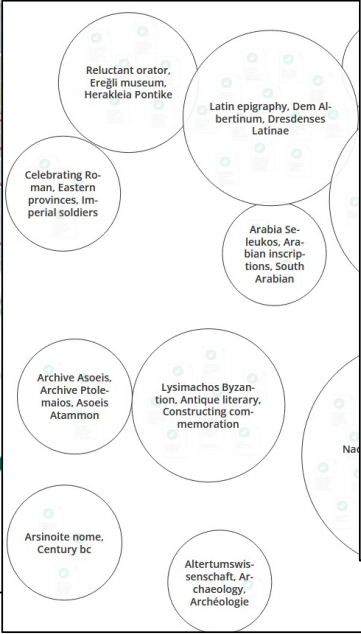 Reluctant orator,
Ereğli museum,
Herakleia Pontike
Latin epigraphy, Dem Al-
bertinum, Dresdenses
Latinae
Celebrating Ro-
man, Eastern
provinces, Im-
perial soldiers
Arabia Se-
leukos, Ara-
bian inscrip-
tions, South
Arabian
Archive Asoeis,
Archive Ptole-
maios, Asoeis
Atammon
Lysimachos Byzan-
tion, Antique literary,
Constructing com-
memoration
Nac
Arsinoite nome,
Century bc
Altertumswis-
senschaft, Ar-
chaeology,
Archéologie